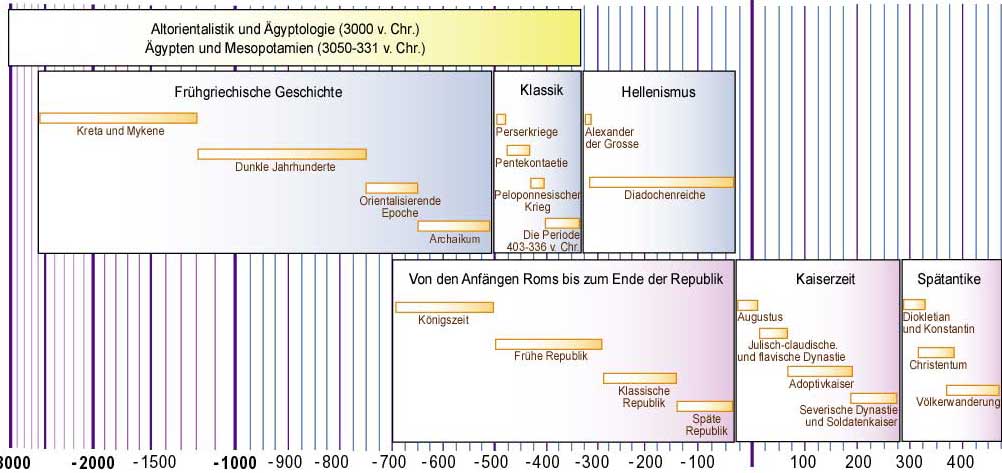 Altorientalistik und Ägyptologie (3000 v. Chr.)
Ägypten und Mesopotamien (3050-331 v. Chr.)
Frühgriechische Geschichte
Kreta und Mykene
Dunkle Jahrhunderte
Orientalisierende
Epoche
Archaikum
Klassik
Perserkriege
Pentekontaetie
Peloponnesischer
Krieg
Die Periode
403-336 v. Chr.
Hellenismus
Alexander
der Grosse
Diadochenreiche
Von den Anfängen Roms bis zum Ende der Republik
Königszeit
Frühe Republik
Klassische
Republik
Späte
Republik
Kaiserzeit
Augustus
Julisch-claudische.
und flavische Dynastie
Adoptivkaiser
Severische Dynastie
und Soldatenkaiser
Spätantike
Diokletian
und Konstantin
Christentum
Völkerwanderung
3000 -2000 -1500 -1000 -900 -800 -700 -600 -500 -400 -300 -200 -100 100 200 300 400